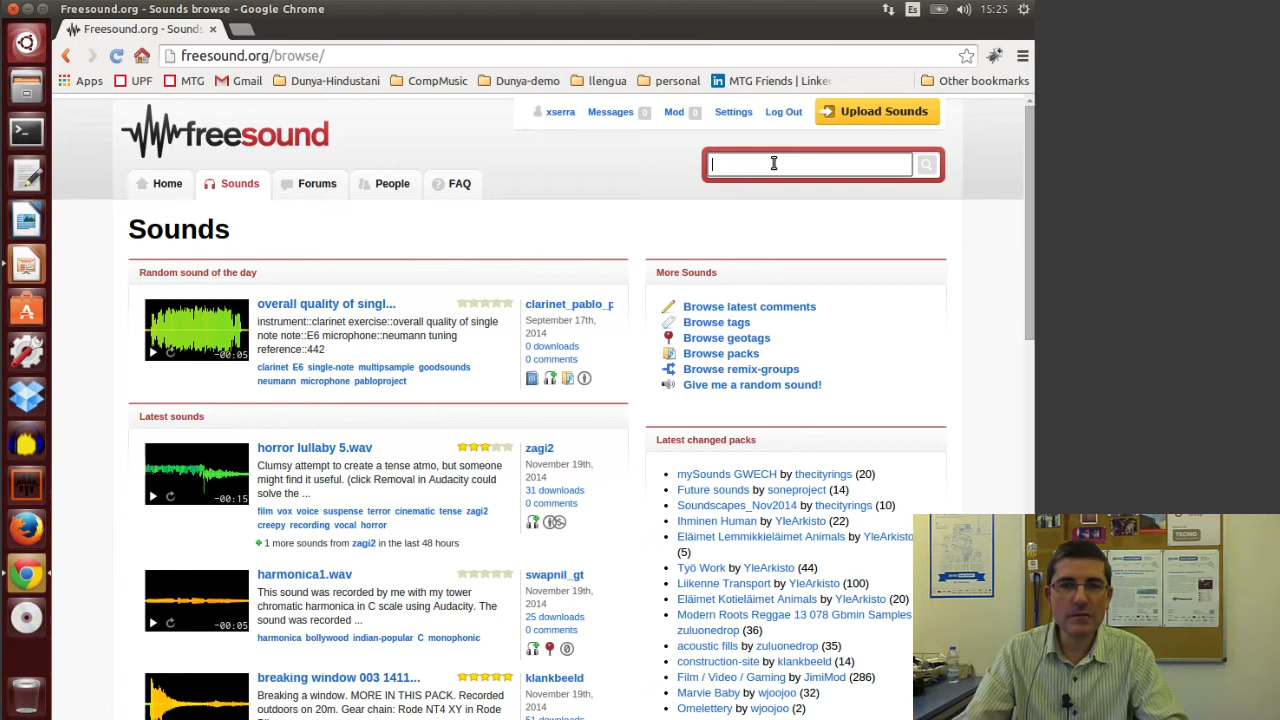 Freesound.org - Sounds browse - Google Chrome
Es
15:25
Freesound.org - Sounds
freesound.org/browse/
Apps
UPF
MTG
Gmail
Dunya-Hindustani
CompMusic
Dunya-demo
llengua
personal
MTG Friends | Linke
Other bookmarks
freesound
xserra
Messages 0
Mod 0
Settings
Log Out
Upload Sounds
Home
Sounds
Forums
People
FAQ
Sounds
Random sound of the day
overall quality of singl...
instrument::clarinet exercise::overall quality of single
note note::E6 microphone::neumann tuning
reference::442
clarinet E6 single-note multipsample goodsounds
neumann microphone pabloproject
-00:05
clarinet_pablo_p
September 17th,
2014
0 downloads
0 comments
Latest sounds
horror lullaby 5.wav
Clumsy attempt to create a tense atmo, but someone
might find it useful. (click Removal in Audacity could
solve the ...
film vox voice suspense terror cinematic tense zagi2
creepy recording vocal horror
1 more sounds from zagi2 in the last 48 hours
-00:15
zagi2
November 19th,
2014
31 downloads
0 comments
harmonica1.wav
This sound was recorded by me with my tower
chromatic harmonica in C scale using Audacity. The
sound was recorded ...
harmonica bollywood indian-popular C monophonic
-00:05
swapnil_gt
November 19th,
2014
25 downloads
0 comments
breaking window 003 1411...
Breaking a window. MORE IN THIS PACK. Recorded
outdoors on 20m. Gear chain: Rode NT4 XY in Rode
klankbeeld
November 19th,
2014
More Sounds
Browse latest comments
Browse tags
Browse geotags
Browse packs
Browse remix-groups
Give me a random sound!
Latest changed packs
mySounds GWECH by thecityrings (20)
Future sounds by soneproject (14)
Soundscapes_Nov2014 by thecityrings (10)
Ihminen Human by YleArkisto (22)
Eläimet Lemmikkieläimet Animals by YleArkisto
(5)
Työ Work by YleArkisto (44)
Liikenne Transport by YleArkisto (100)
Eläimet Kotieläimet Animals by YleArkisto (20)
Modern Roots Reggae 13 078 Gbmin Samples
zuluonedrop (36)
acoustic fills by zuluonedrop (35)
construction-site by klankbeeld (14)
Film / Video / Gaming by JimiMod (286)
Marvie Baby by wjoojoo (32)
Omelettery by wjoojoo (2)